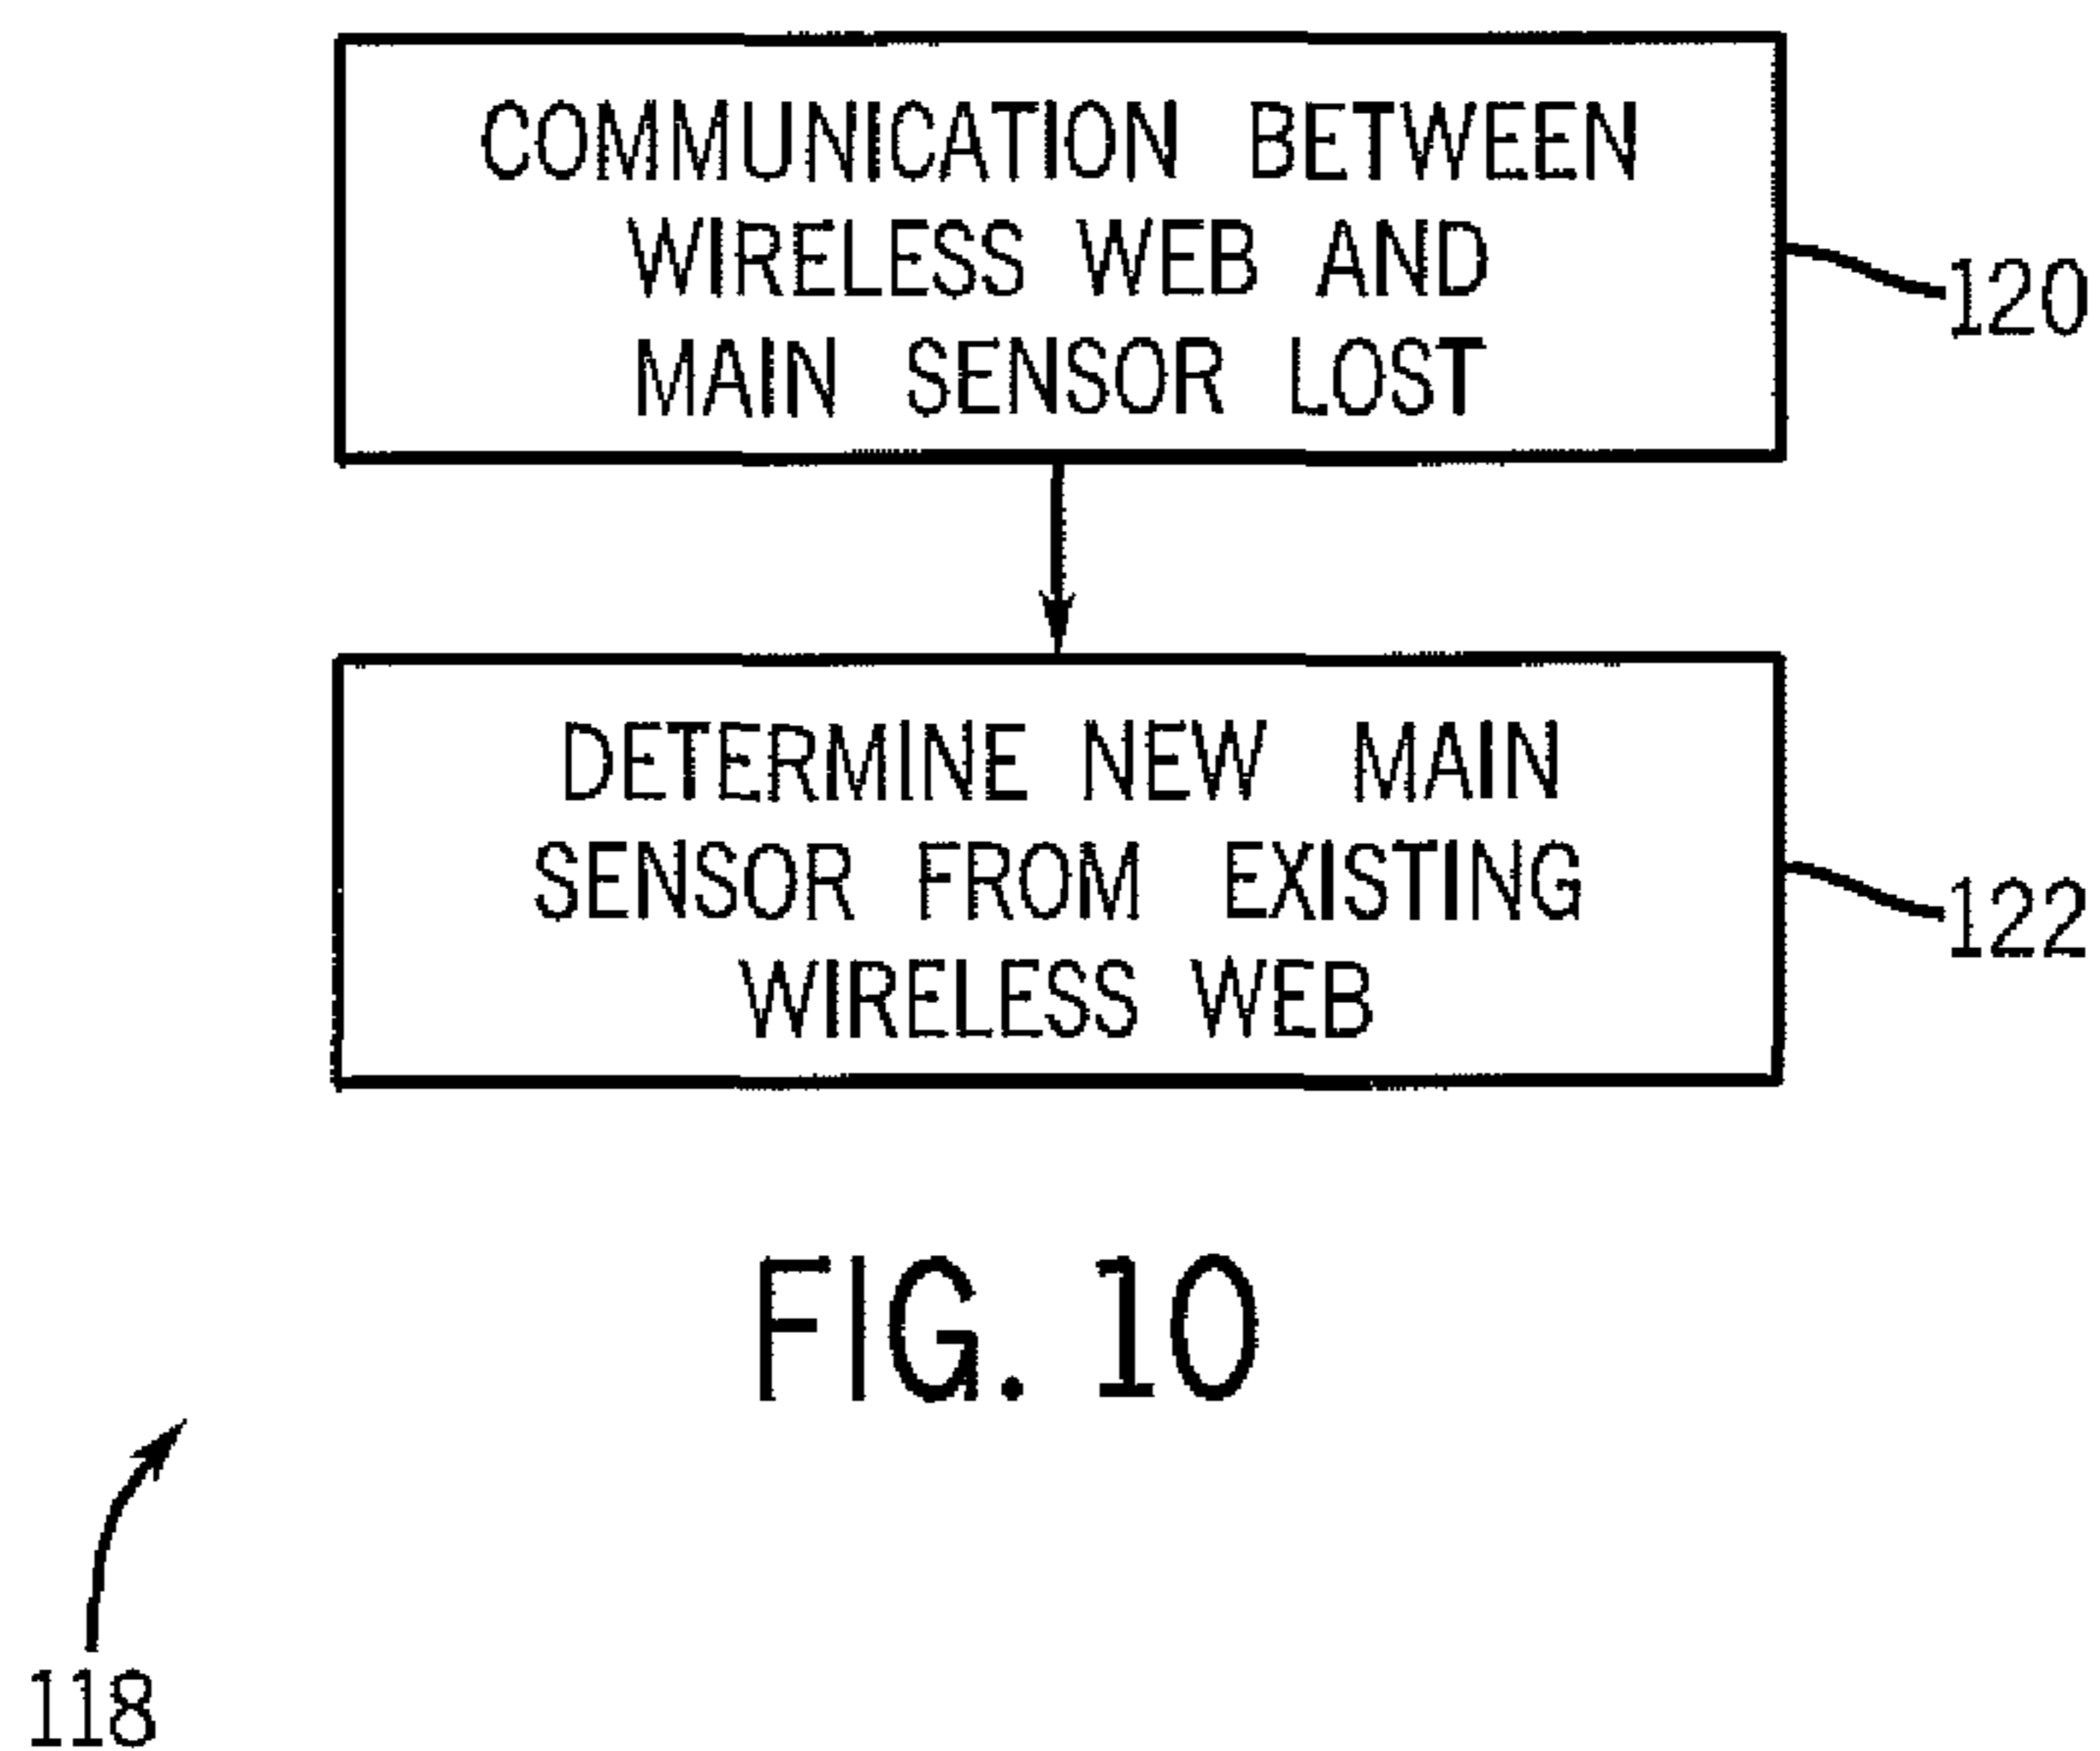 COMMUNICATION BETWEEN
WIRELESS WEB AND
MAIN SENSOR LOST
120
DETERMINE NEW MAIN
SENSOR FROM EXISTING
WIRELESS WEB
122
FIG. 10
118